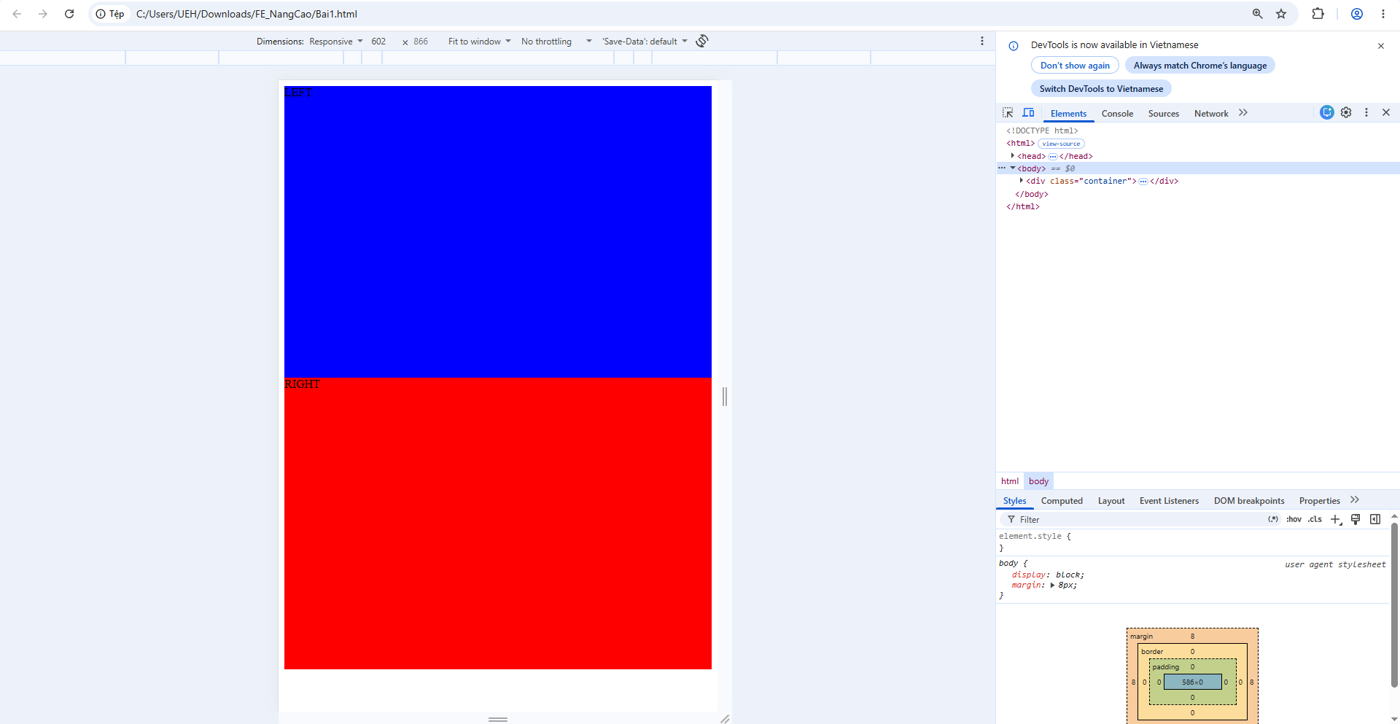 Tệp C:/Users/UEH/Downloads/FE_NangCao/Bai1.html
Dimensions: Responsive 602 x 866 Fit to window No throttling 'Save-Data': default
LEFT
RIGHT
DevTools is now available in Vietnamese
Don't show again Always match Chrome's language
Switch DevTools to Vietnamese
Elements Console Sources Network
<!DOCTYPE html>
<html> view-source
<head> … </head>
<body> == $0
<div class="container"> … </div>
</body>
</html>
html body
Styles Computed Layout Event Listeners DOM breakpoints Properties
Filter :hov .cls
element.style {
}
body { user agent stylesheet
display: block;
margin: 8px;
}
margin 8
border 0
padding 0
8 0 0 586×0 0 0 8
0
0